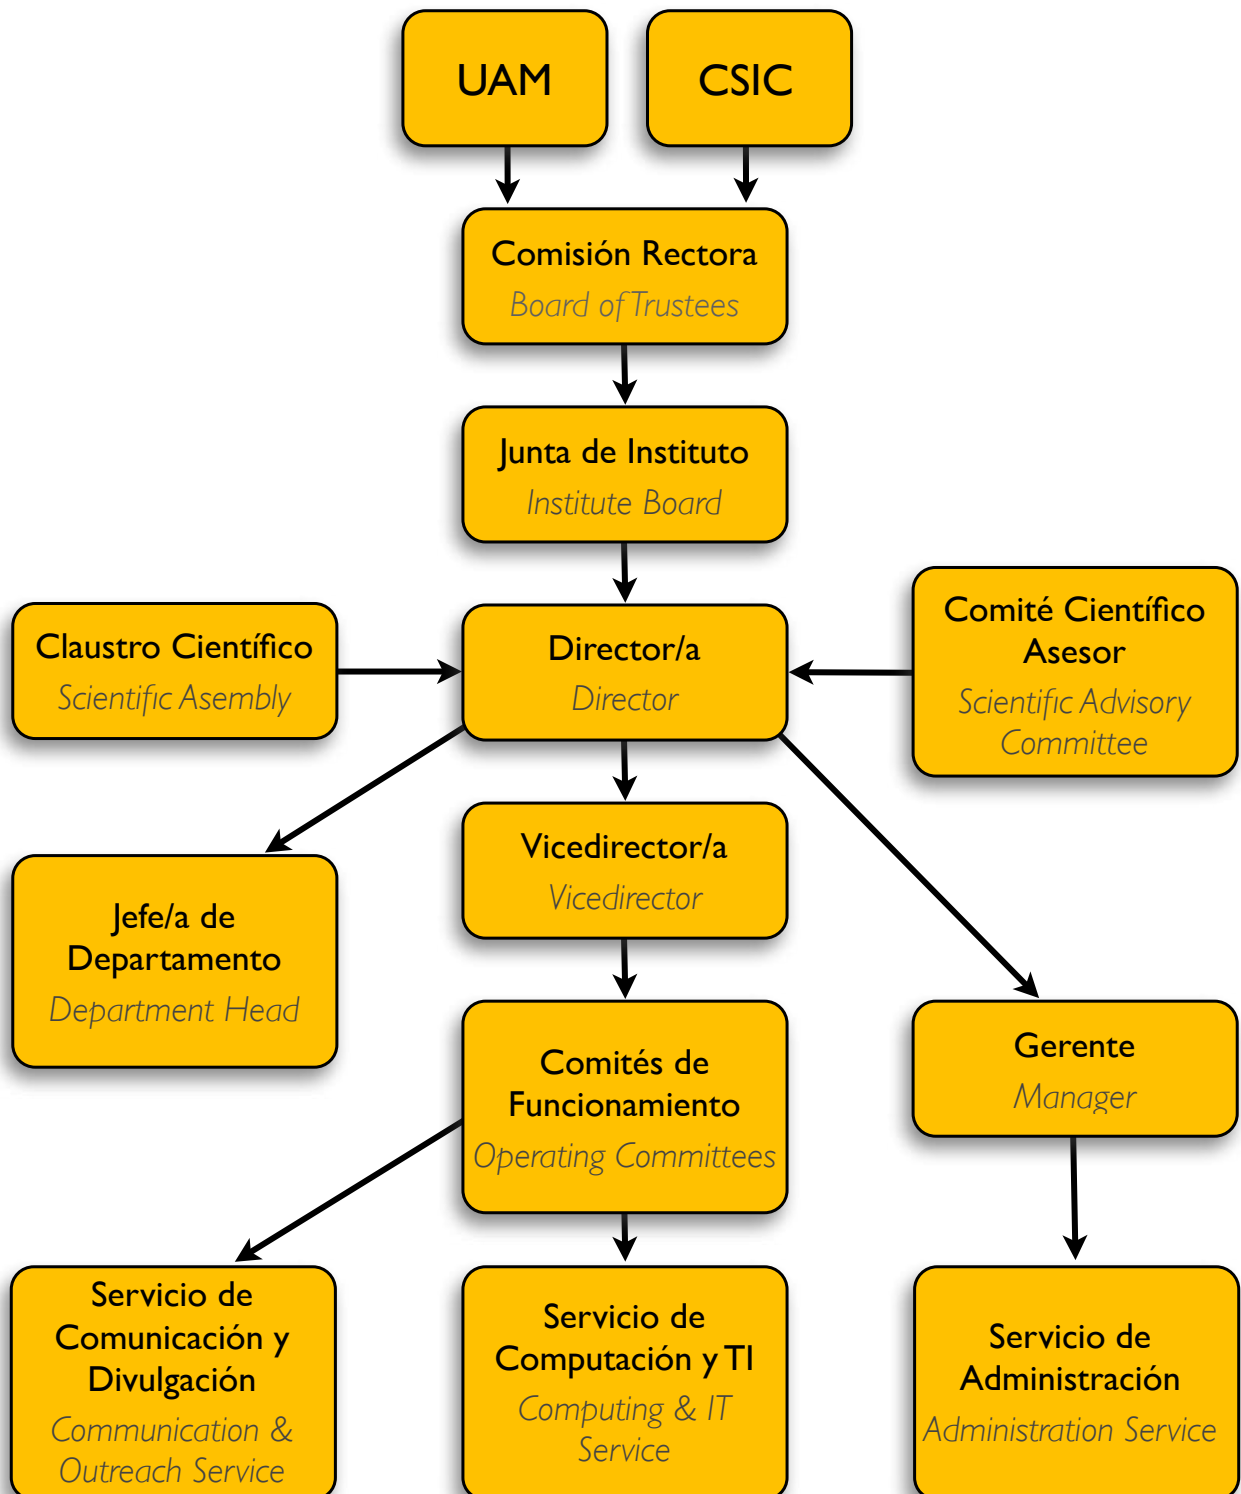 UAM
CSIC
Comisión Rectora
Board of Trustees
Junta de Instituto
Institute Board
Claustro Científico
Scientific Asembly
Director/a
Director
Comité Científico
Asesor
Scientific Advisory
Committee
Vicedirector/a
Vicedirector
Jefe/a de
Departamento
Department Head
Comités de
Funcionamiento
Operating Committees
Gerente
Manager
Servicio de
Comunicación y
Divulgación
Communication &
Outreach Service
Servicio de
Computación y TI
Computing & IT
Service
Servicio de
Administración
Administration Service